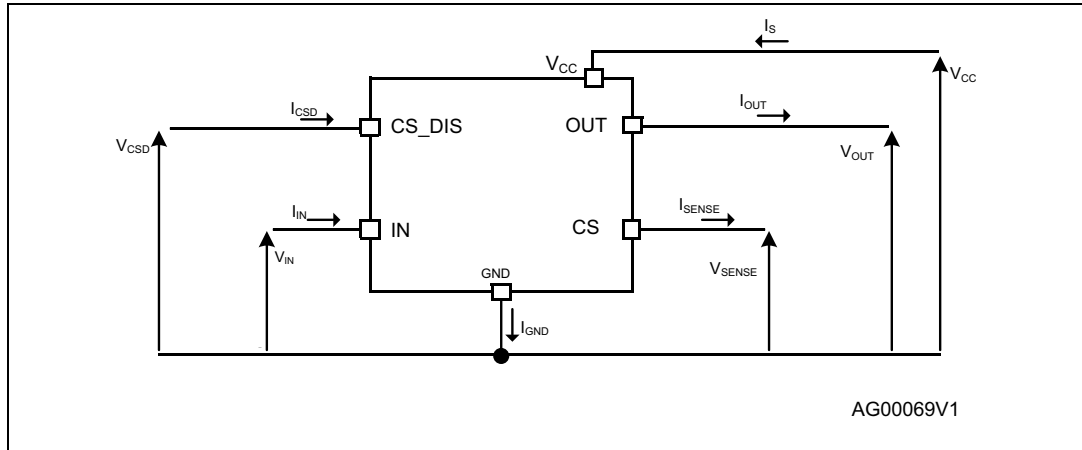 I_S
V_CC
V_CC
I_CSD
I_OUT
CS_DIS
OUT
V_CSD
V_OUT
I_IN
I_SENSE
IN
CS
V_IN
V_SENSE
GND
I_GND
AG00069V1